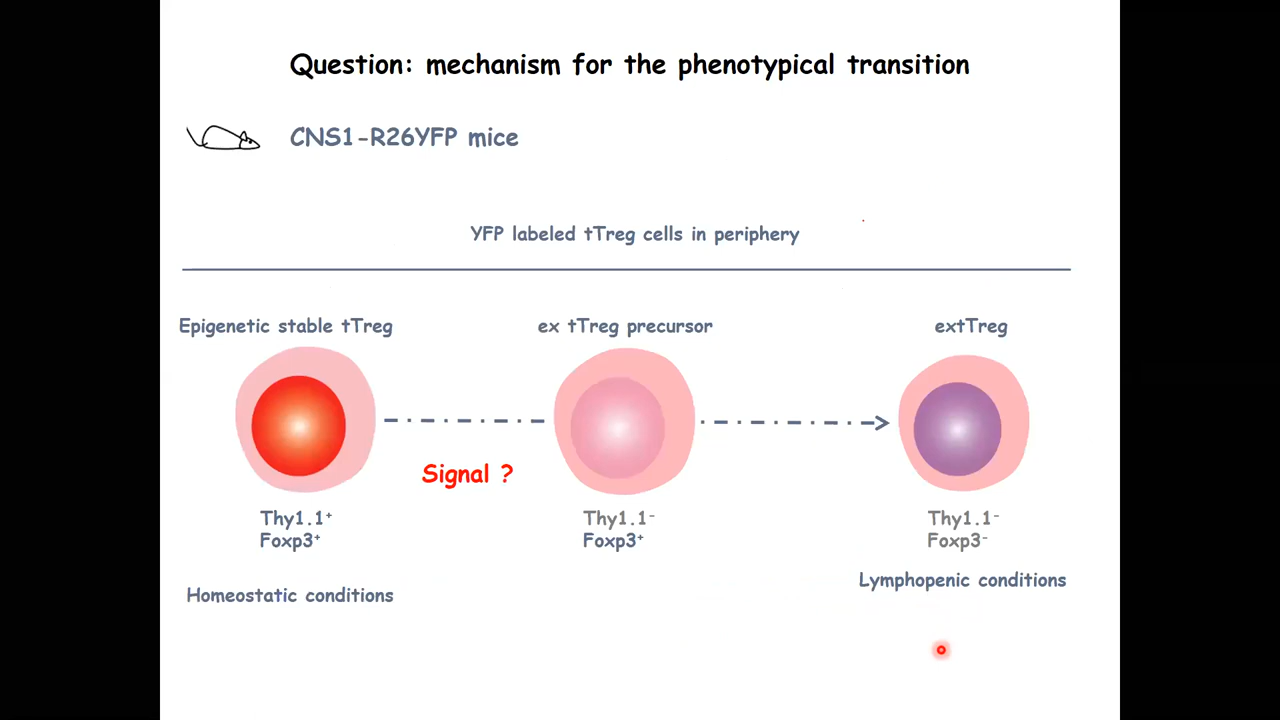 Question: mechanism for the phenotypical transition
CNS1-R26YFP mice
YFP labeled tTreg cells in periphery
Epigenetic stable tTreg
ex tTreg precursor
extTreg
Signal ?
Thy1.1⁺
Foxp3⁺
Thy1.1⁻
Foxp3⁺
Thy1.1⁻
Foxp3⁻
Homeostatic conditions
Lymphopenic conditions